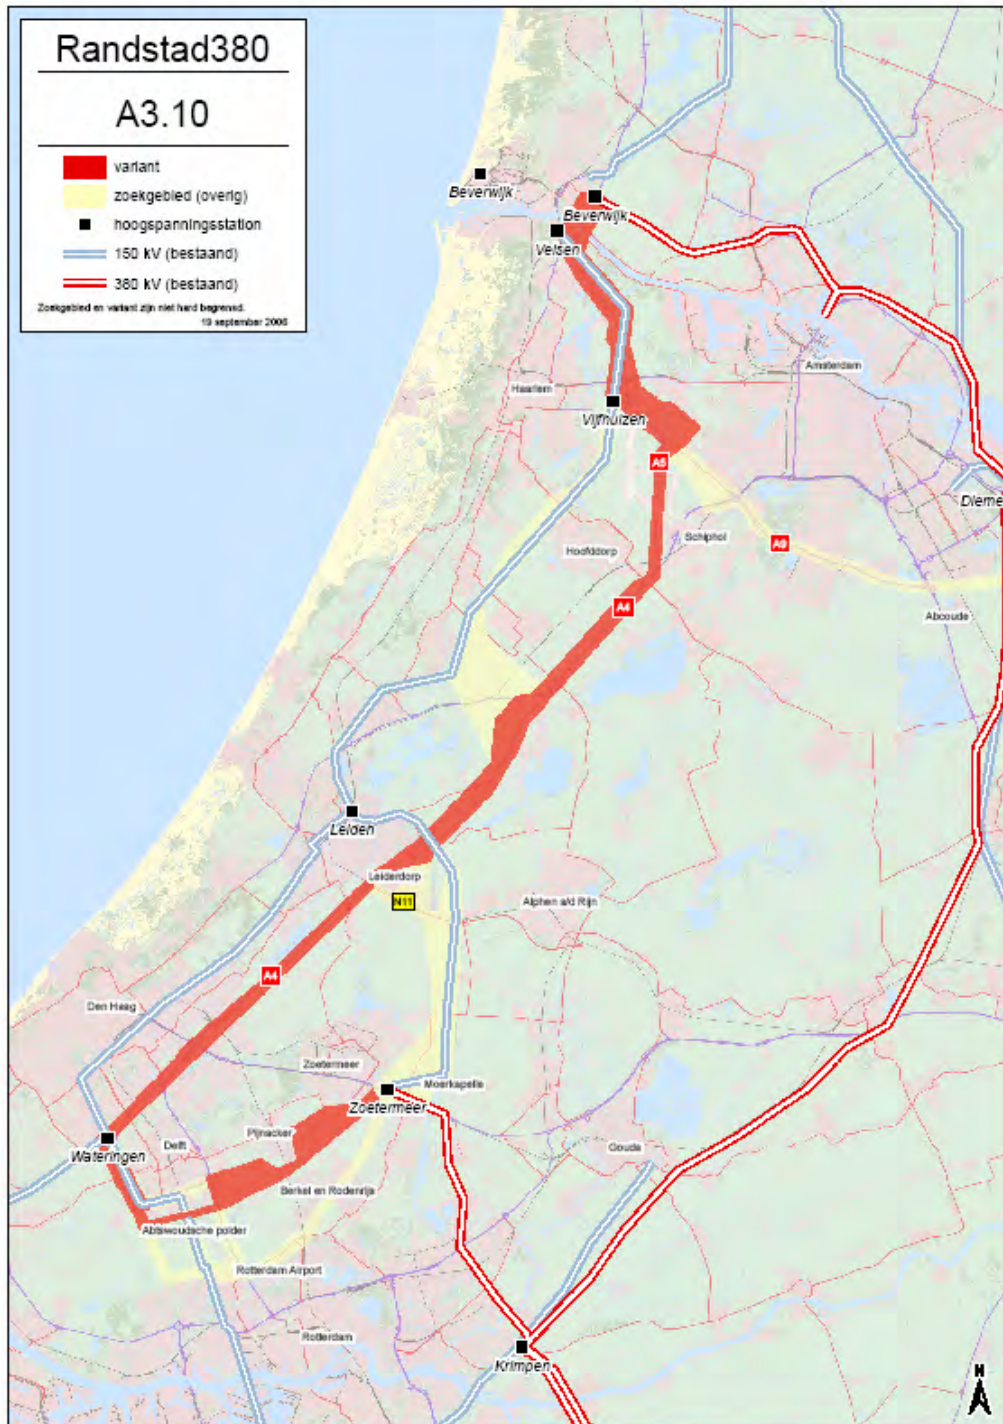 Randstad380
A3.10
variant
zoekgebied (overig)
hoogspanningsstation
150 kV (bestaand)
380 kV (bestaand)
Zoekgebied en variant zijn niet hard begrensd.
19 september 2006
Beverwijk
Beverwijk
Velsen
Amsterdam
Haarlem
Vijfhuizen
A5
Dieme
Schiphol
A9
Hoofddorp
A4
Abcoude
Leiden
Leiderdorp
N11
Alphen a/d Rijn
A4
Den Haag
Zoetermeer
Moerkapelle
Zoetermeer
Pijnacker
Delft
Wateringen
Gouda
Berkel en Rodenrijs
Abtswoudsche polder
Rotterdam Airport
Rotterdam
Krimpen
N